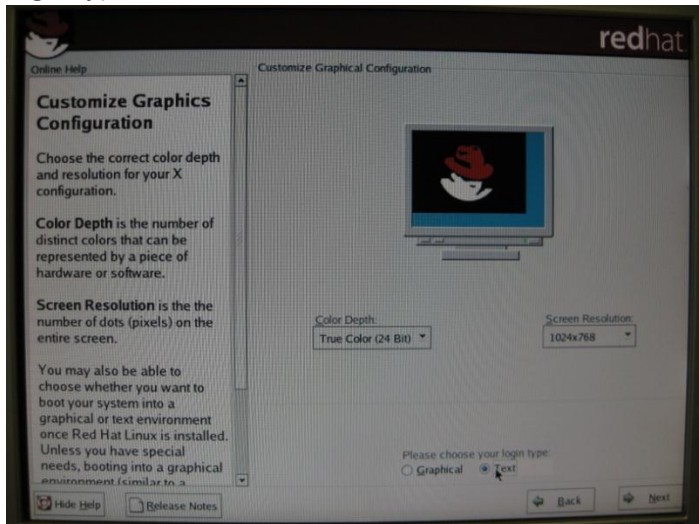 redhat
Online Help
Customize Graphics
Configuration
Choose the correct color depth
and resolution for your X
configuration.
Color Depth is the number of
distinct colors that can be
represented by a piece of
hardware or software.
Screen Resolution is the the
number of dots (pixels) on the
entire screen.
You may also be able to
choose whether you want to
boot your system into a
graphical or text environment
once Red Hat Linux is installed.
Unless you have special
needs, booting into a graphical
environment (similar to a
Customize Graphical Configuration
Color Depth:
True Color (24 Bit)
Screen Resolution:
1024x768
Please choose your login type:
Graphical Text
Hide Help Release Notes Back Next